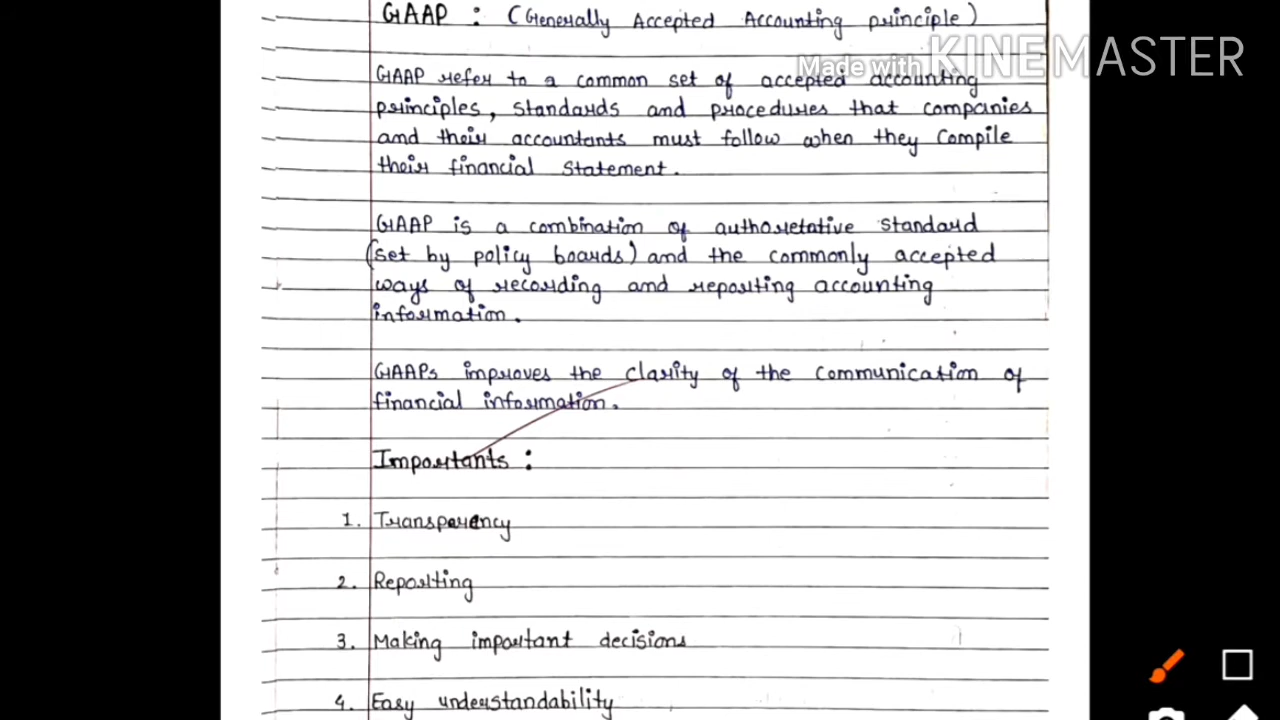 GAAP : (Generally Accepted Accounting principle)
Made with KINEMASTER
GAAP refer to a common set of accepted accounting
principles, standards and procedures that companies
and their accountants must follow when they compile
their financial statement.
GAAP is a combination of authoretative standard
(set by policy boards) and the commonly accepted
ways of recording and reporting accounting
information.
GAAPs improves the clarity of the communication of
financial information.
Importants :
1. Transparency
2. Reporting
3. Making important decisions
4. Easy understandability